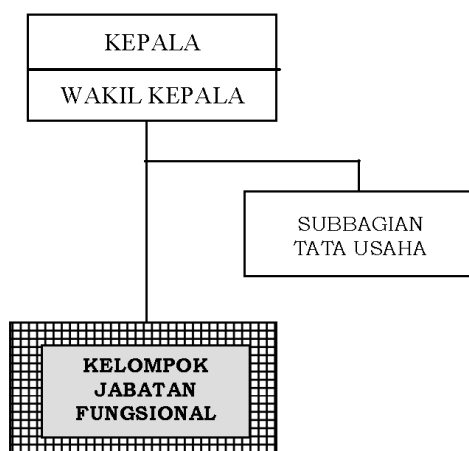 KEPALA
WAKIL KEPALA
SUBBAGIAN
TATA USAHA
KELOMPOK
JABATAN
FUNGSIONAL